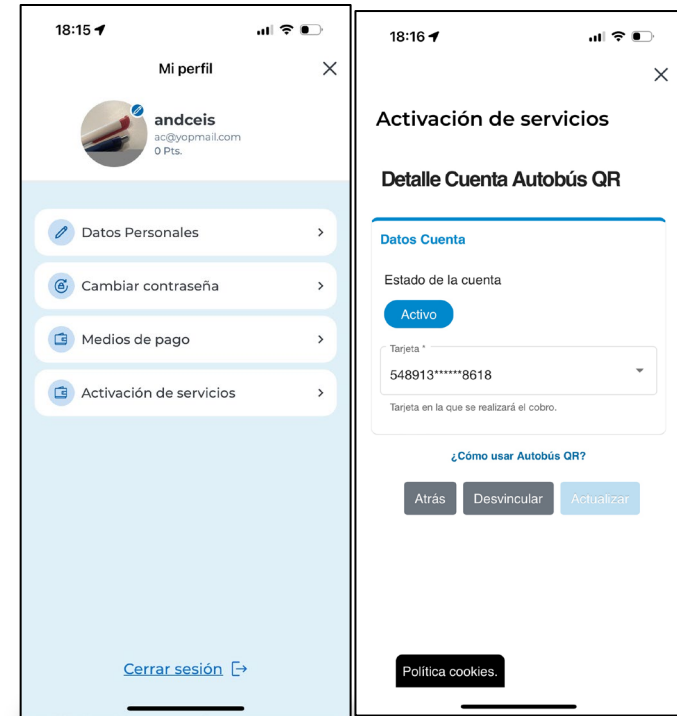 18:15
Mi perfil
andceis
ac@yopmail.com
0 Pts.
Datos Personales
Cambiar contraseña
Medios de pago
Activación de servicios
Cerrar sesión
18:16
Activación de servicios
Detalle Cuenta Autobús QR
Datos Cuenta
Estado de la cuenta
Activo
Tarjeta *
548913******8618
Tarjeta en la que se realizará el cobro.
¿Cómo usar Autobús QR?
Atrás Desvincular Actualizar
Política cookies.